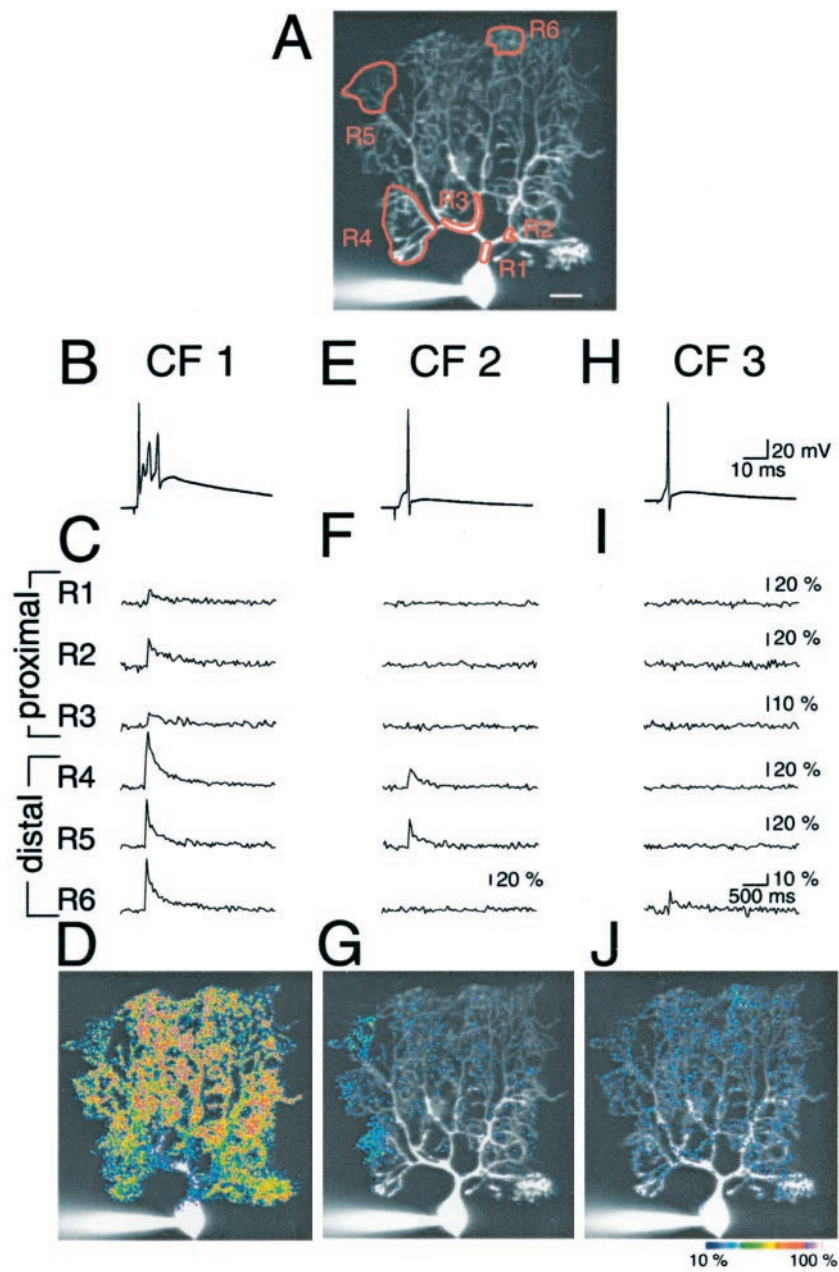 A
R6
R5
R3
R4
R2
R1
B CF 1 E CF 2 H CF 3
20 mV
10 ms
C F I
proximal
R1 20 %
R2 20 %
R3 10 %
distal
R4 20 %
R5 20 %
R6 20 % 10 %
500 ms
D G J
10 % 100 %